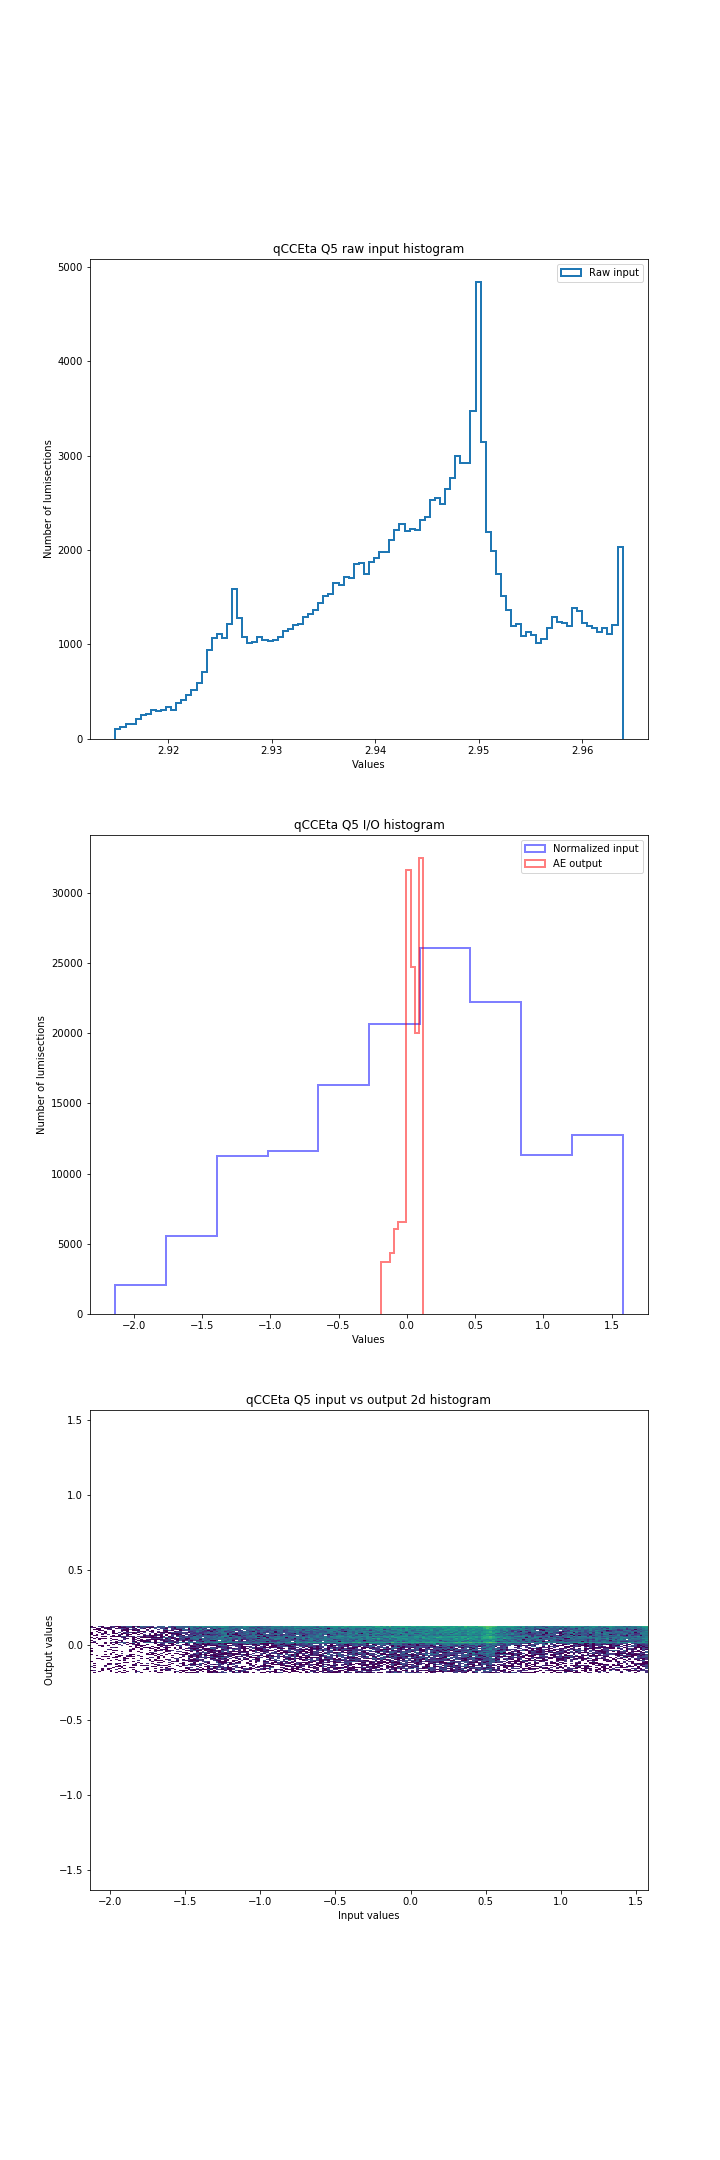 qCCEta Q5 raw input histogram
Raw input
5000
4000
3000
2000
1000
0
Number of lumisections
2.92 2.93 2.94 2.95 2.96
Values
qCCEta Q5 I/O histogram
Normalized input
AE output
30000
25000
20000
15000
10000
5000
0
Number of lumisections
−2.0 −1.5 −1.0 −0.5 0.0 0.5 1.0 1.5
Values
qCCEta Q5 input vs output 2d histogram
1.5
1.0
0.5
0.0
−0.5
−1.0
−1.5
Output values
−2.0 −1.5 −1.0 −0.5 0.0 0.5 1.0 1.5
Input values